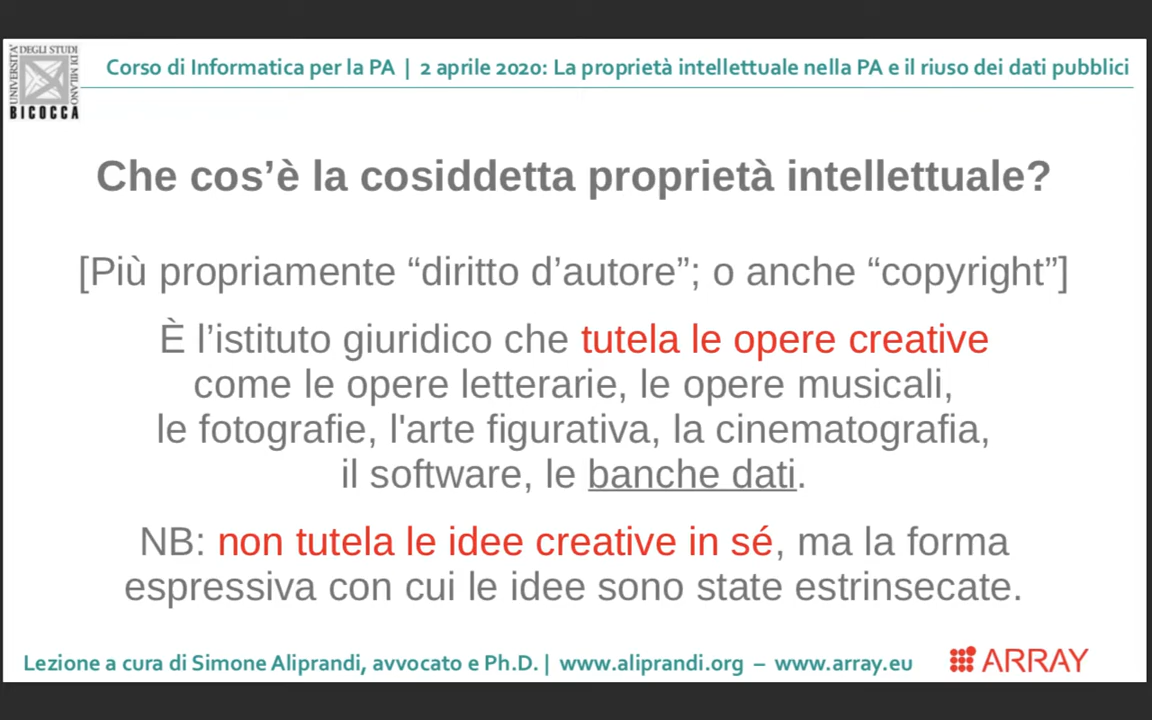 UNIVERSITÀ DEGLI STUDI DI MILANO
BICOCCA
Corso di Informatica per la PA | 2 aprile 2020: La proprietà intellettuale nella PA e il riuso dei dati pubblici
Che cos’è la cosiddetta proprietà intellettuale?
[Più propriamente “diritto d’autore”; o anche “copyright”]
È l’istituto giuridico che tutela le opere creative
come le opere letterarie, le opere musicali,
le fotografie, l'arte figurativa, la cinematografia,
il software, le banche dati.
NB: non tutela le idee creative in sé, ma la forma
espressiva con cui le idee sono state estrinsecate.
Lezione a cura di Simone Aliprandi, avvocato e Ph.D. | www.aliprandi.org – www.array.eu
ARRAY